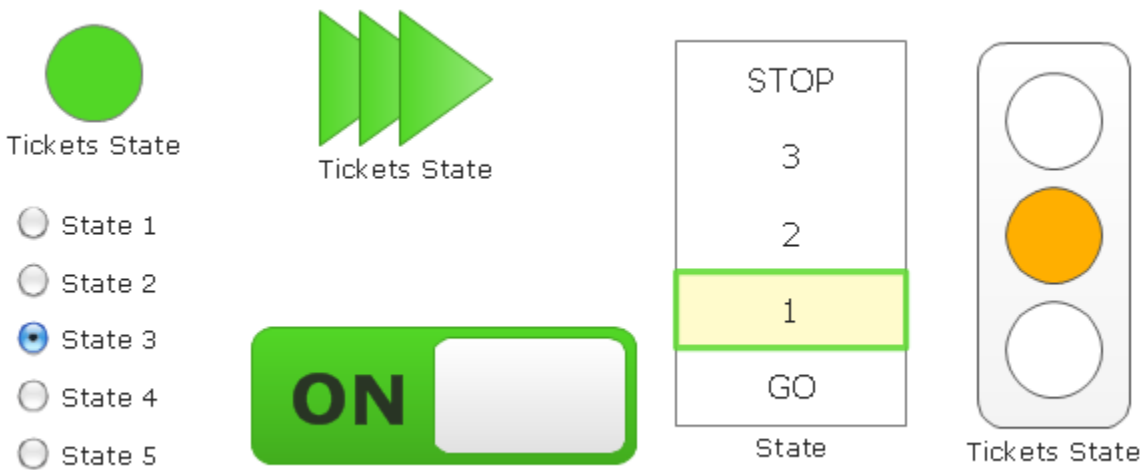 Tickets State
State 1
State 2
State 3
State 4
State 5
Tickets State
ON
STOP
3
2
1
GO
State
Tickets State